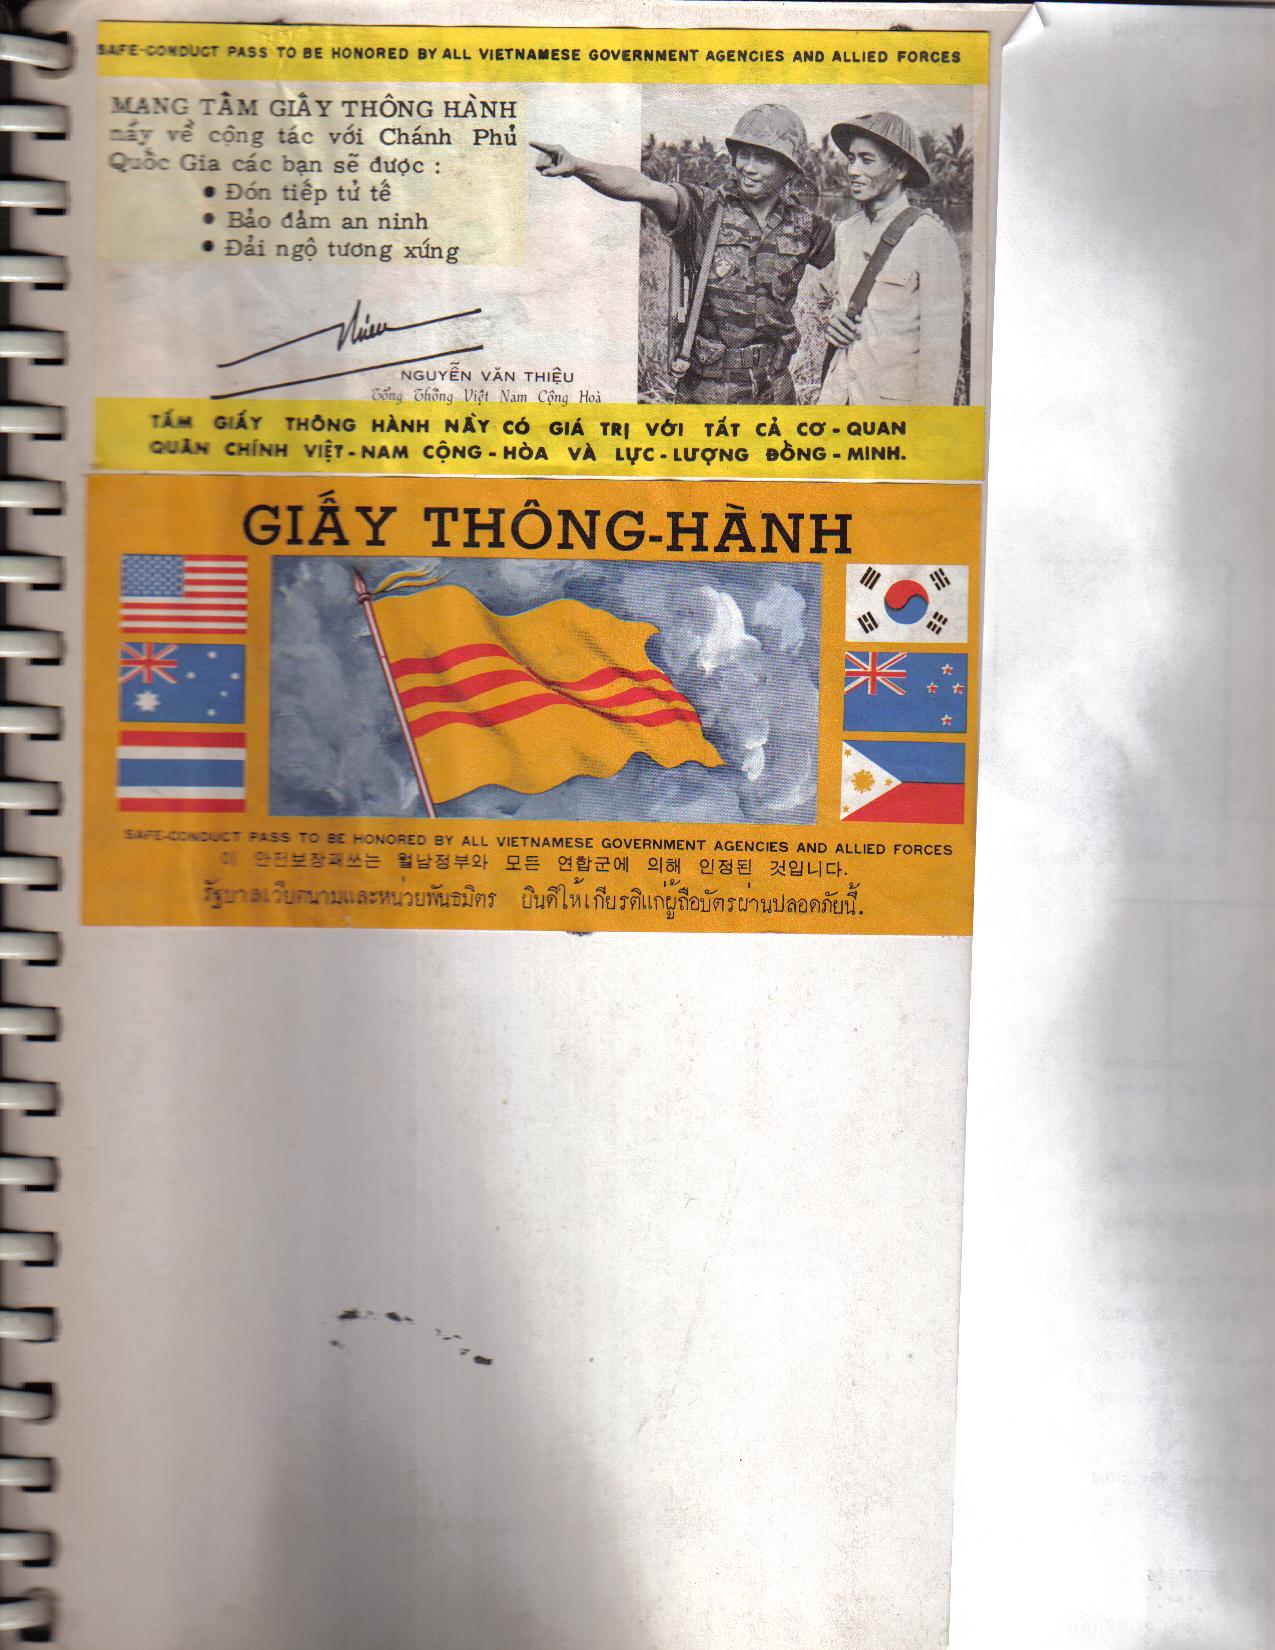 SAFE-CONDUCT PASS TO BE HONORED BY ALL VIETNAMESE GOVERNMENT AGENCIES AND ALLIED FORCES
MANG TẤM GIẤY THÔNG HÀNH
nầy về cộng tác với Chánh Phủ
Quốc Gia các bạn sẽ được :
● Đón tiếp tử tế
● Bảo đảm an ninh
● Đải ngộ tương xứng
NGUYỄN VĂN THIỆU
Tổng Thống Việt Nam Cộng Hoà
TẤM GIẤY THÔNG HÀNH NẦY CÓ GIÁ TRỊ VỚI TẤT CẢ CƠ - QUAN
QUÂN CHÍNH VIỆT - NAM CỘNG - HÒA VÀ LỰC - LƯỢNG ĐỒNG - MINH.
GIẤY THÔNG-HÀNH
SAFE-CONDUCT PASS TO BE HONORED BY ALL VIETNAMESE GOVERNMENT AGENCIES AND ALLIED FORCES
이 안전보장패쓰는 월남정부와 모든 연합군에 의해 인정된 것입니다.
รัฐบาลเวียตนามและหน่วยพันธมิตร ยินดีให้เกียรติแก่ผู้ถือบัตรผ่านปลอดภัยนี้.